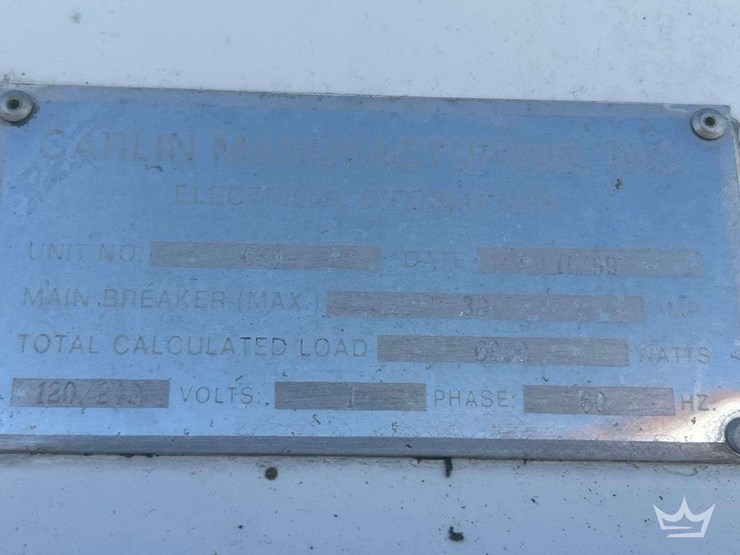 CARLIN MANUFACTURING, INC.
ELECTRICAL INFORMATION
UNIT NO. DATE
MAIN BREAKER (MAX.) 30 AMP
TOTAL CALCULATED LOAD WATTS
VOLTS: 1 PHASE: 60 HZ.